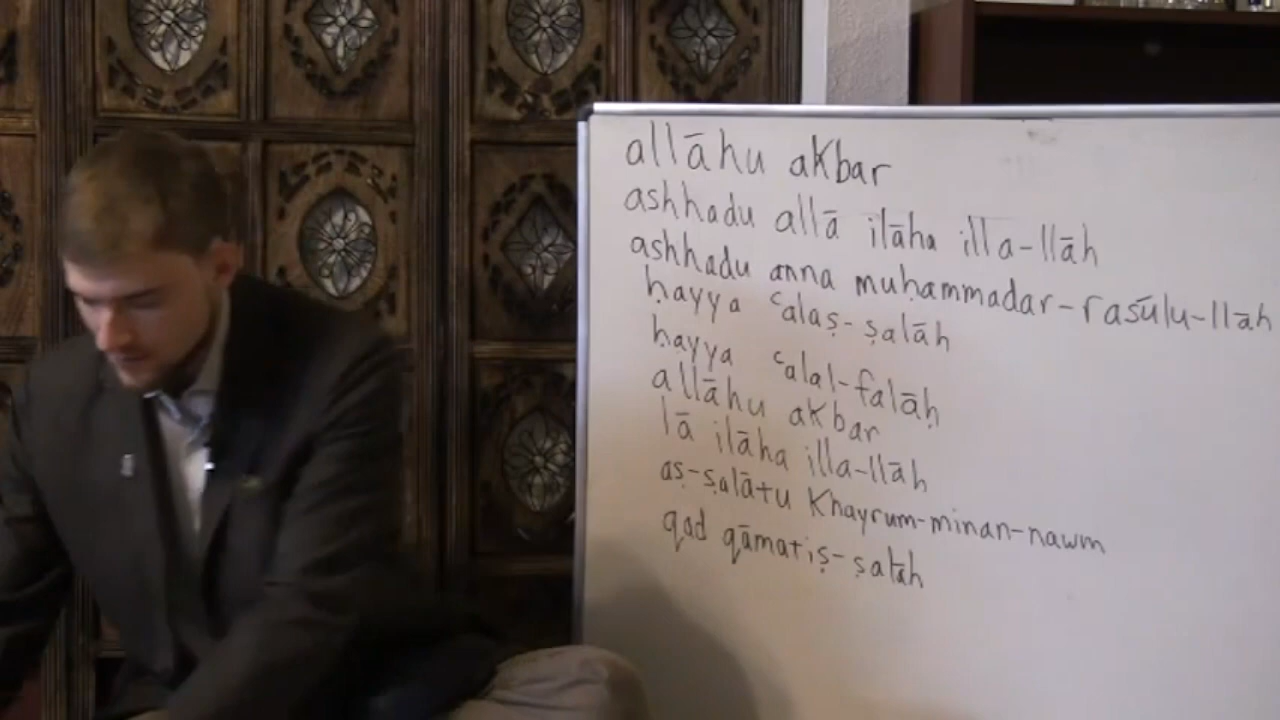 allāhu akbar
ashhadu allā ilāha illa-llāh
ashhadu anna muḥammadar-rasūlu-llāh
ḥayya ʿalaṣ-ṣalāh
ḥayya ʿalal-falāḥ
allāhu akbar
lā ilāha illa-llāh
aṣ-ṣalātu khayrum-minan-nawm
qad qāmatiṣ-ṣalāh